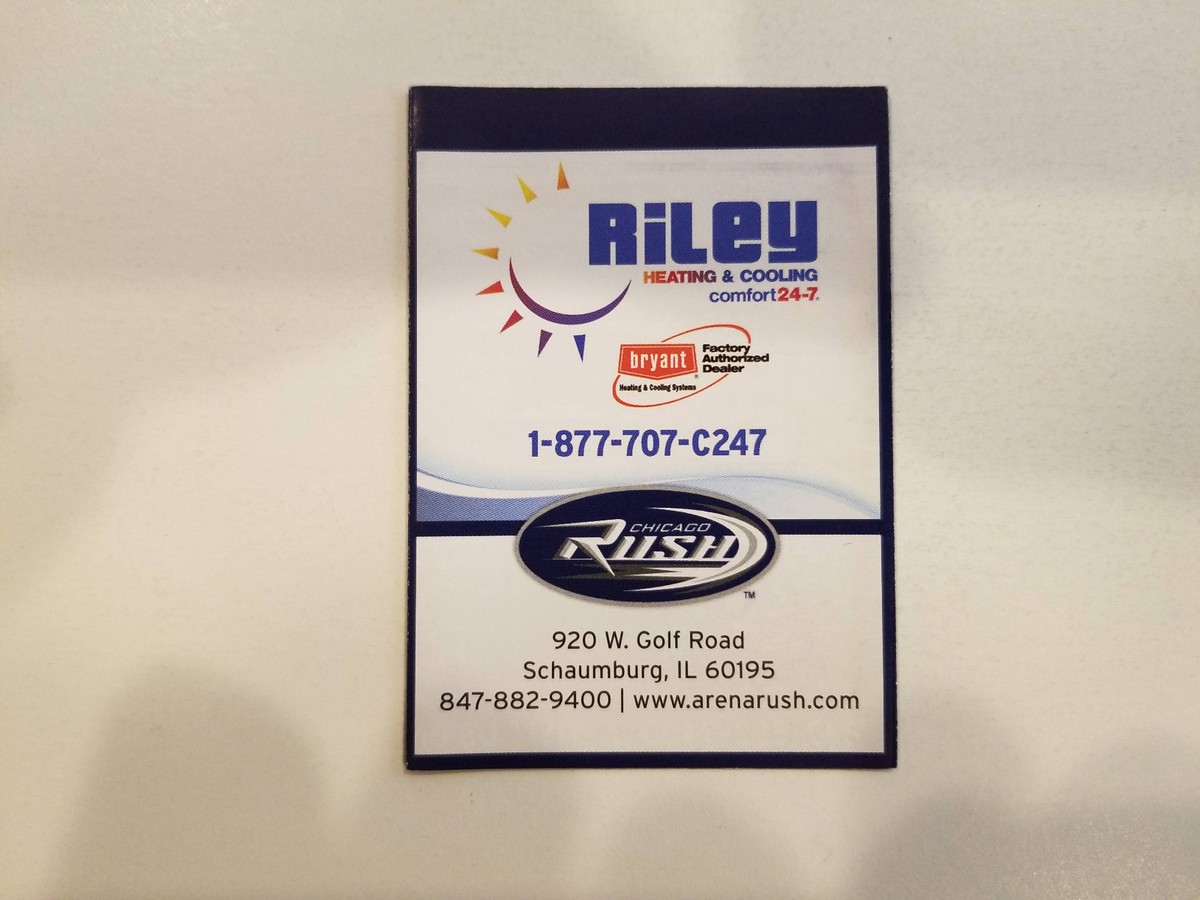 RiLey
HEATING & COOLING
comfort24-7®
bryant®
Heating & Cooling Systems
Factory
Authorized
Dealer
1-877-707-C247
CHICAGO
RUSH
TM
920 W. Golf Road
Schaumburg, IL 60195
847-882-9400 | www.arenarush.com